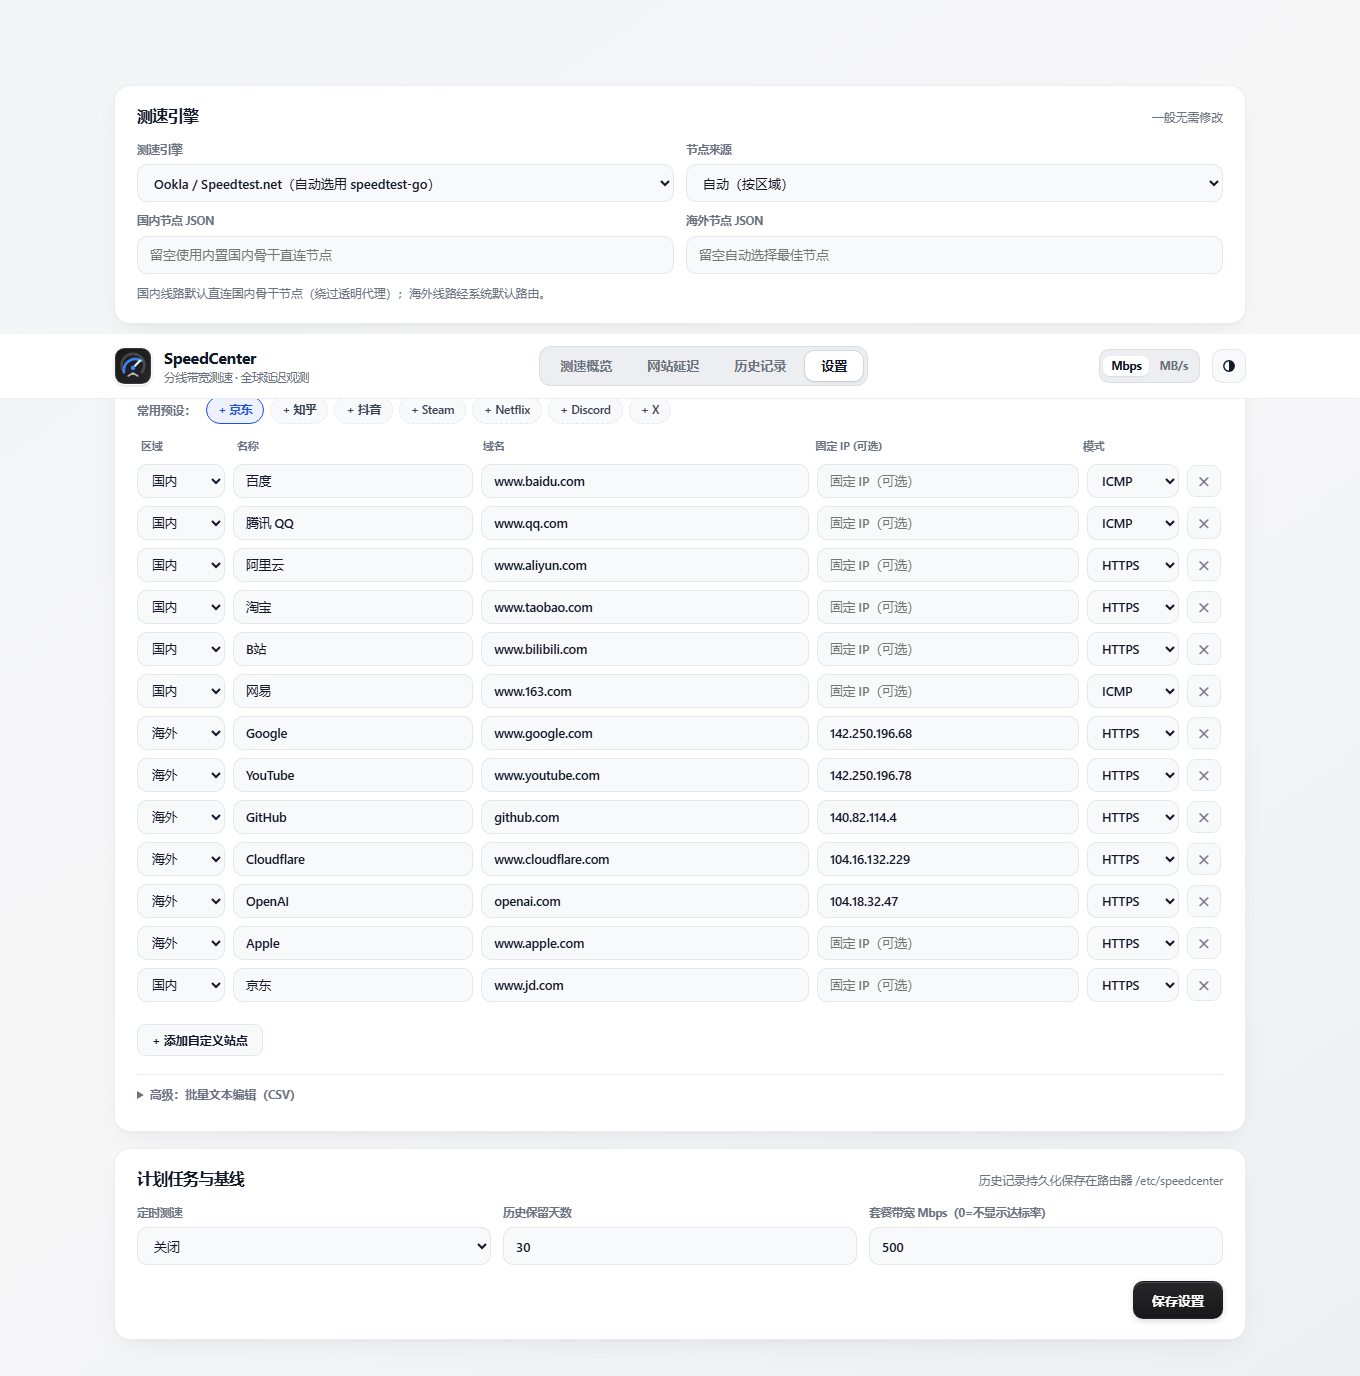 测速引擎
一般无需修改
测速引擎
节点来源
Ookla / Speedtest.net（自动选用 speedtest-go）
自动（按区域）
国内节点 JSON
海外节点 JSON
留空使用内置国内骨干直连节点
留空自动选择最佳节点
国内线路默认直连国内骨干节点（绕过透明代理）；海外线路经系统默认路由。
SpeedCenter
分线带宽测速 · 全球延迟观测
测速概览
网站延迟
历史记录
设置
Mbps
MB/s
常用预设：
+ 京东
+ 知乎
+ 抖音
+ Steam
+ Netflix
+ Discord
+ X
区域 名称 域名 固定 IP (可选) 模式
国内 百度 www.baidu.com 固定 IP（可选） ICMP ×
国内 腾讯 QQ www.qq.com 固定 IP（可选） ICMP ×
国内 阿里云 www.aliyun.com 固定 IP（可选） HTTPS ×
国内 淘宝 www.taobao.com 固定 IP（可选） HTTPS ×
国内 B站 www.bilibili.com 固定 IP（可选） HTTPS ×
国内 网易 www.163.com 固定 IP（可选） ICMP ×
海外 Google www.google.com 142.250.196.68 HTTPS ×
海外 YouTube www.youtube.com 142.250.196.78 HTTPS ×
海外 GitHub github.com 140.82.114.4 HTTPS ×
海外 Cloudflare www.cloudflare.com 104.16.132.229 HTTPS ×
海外 OpenAI openai.com 104.18.32.47 HTTPS ×
海外 Apple www.apple.com 固定 IP（可选） HTTPS ×
国内 京东 www.jd.com 固定 IP（可选） HTTPS ×
+ 添加自定义站点
高级：批量文本编辑（CSV）
计划任务与基线
历史记录持久化保存在路由器 /etc/speedcenter
定时测速
历史保留天数
套餐带宽 Mbps（0=不显示达标率）
关闭
30
500
保存设置